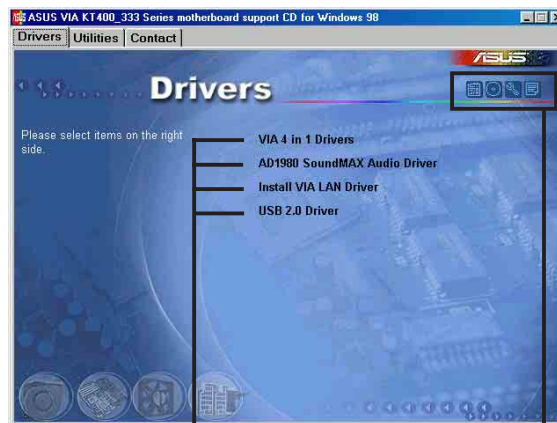 ASUS VIA KT400_333 Series motherboard support CD for Windows 98
Drivers Utilities Contact
ASUS
Drivers
Please select items on the right
side.
VIA 4 in 1 Drivers
AD1980 SoundMAX Audio Driver
Install VIA LAN Driver
USB 2.0 Driver